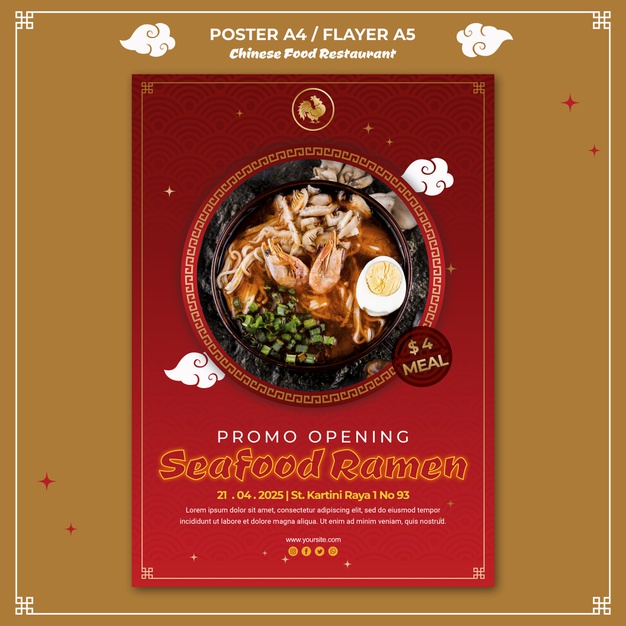 POSTER A4 / FLAYER A5
Chinese Food Restaurant
$4
MEAL
PROMO OPENING
Seafood Ramen
21 . 04 . 2025 | St. Kartini Raya 1 No 93
Lorem ipsum dolor sit amet, consectetur adipiscing elit, sed do eiusmod tempor
incididunt ut labore et dolore magna aliqua. Ut enim ad minim veniam, quis nostrud
www.yoursite.com